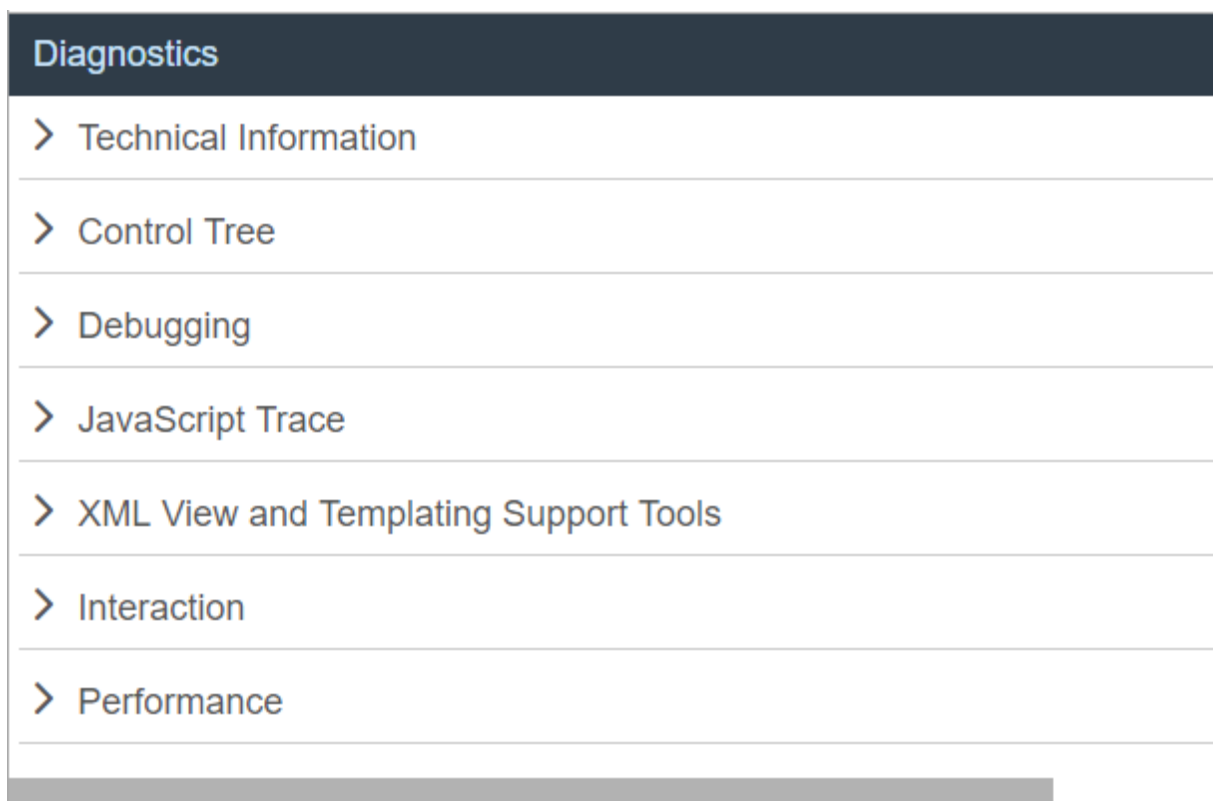 Diagnostics
Technical Information
Control Tree
Debugging
JavaScript Trace
XML View and Templating Support Tools
Interaction
Performance